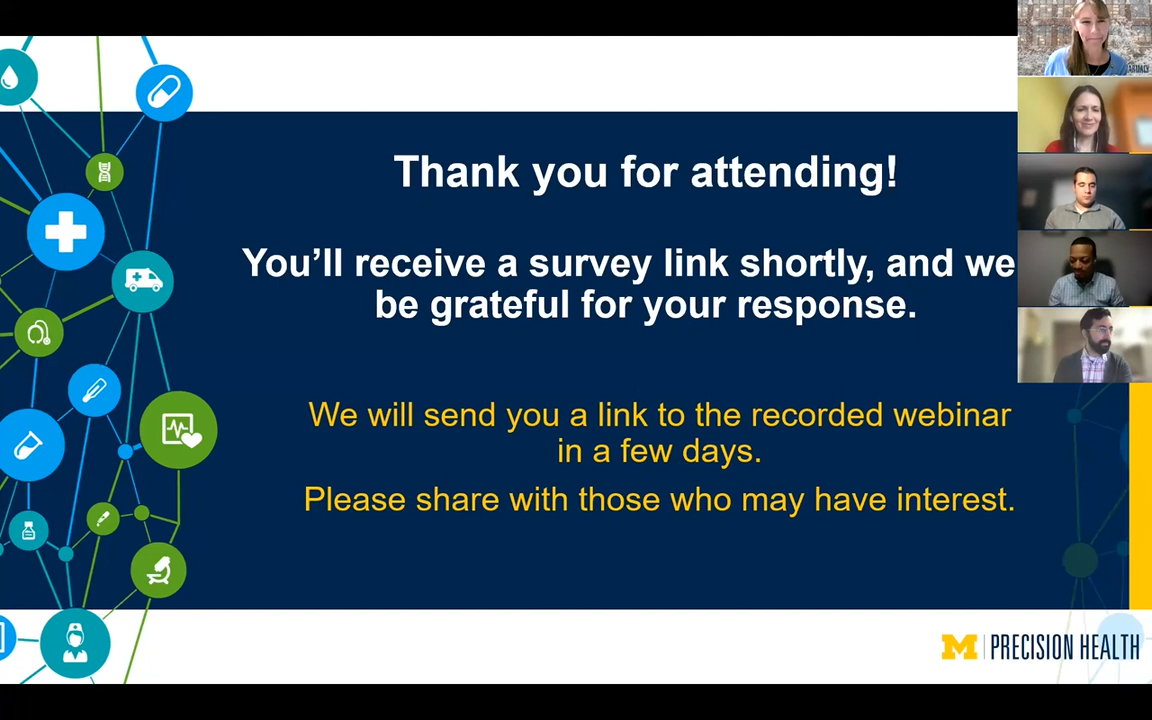 Thank you for attending!
You’ll receive a survey link shortly, and we
be grateful for your response.
We will send you a link to the recorded webinar
in a few days.
Please share with those who may have interest.
M | PRECISION HEALTH